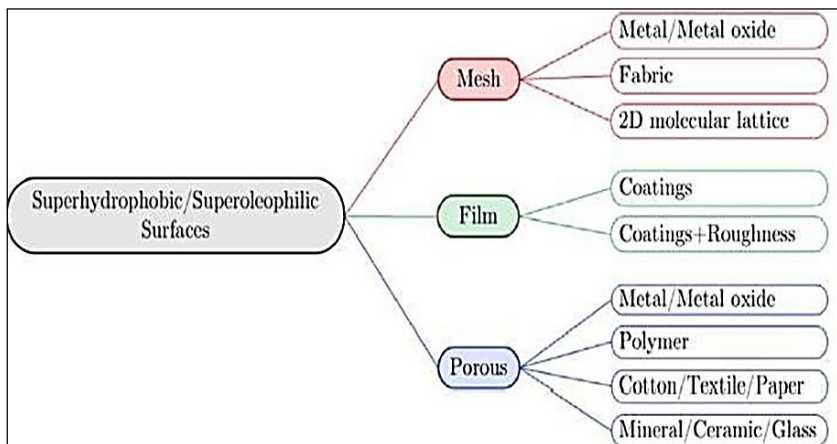 Superhydrophobic/Superoleophilic
Surfaces
Mesh
Metal/Metal oxide
Fabric
2D molecular lattice
Film
Coatings
Coatings+Roughness
Porous
Metal/Metal oxide
Polymer
Cotton/Textile/Paper
Mineral/Ceramic/Glass